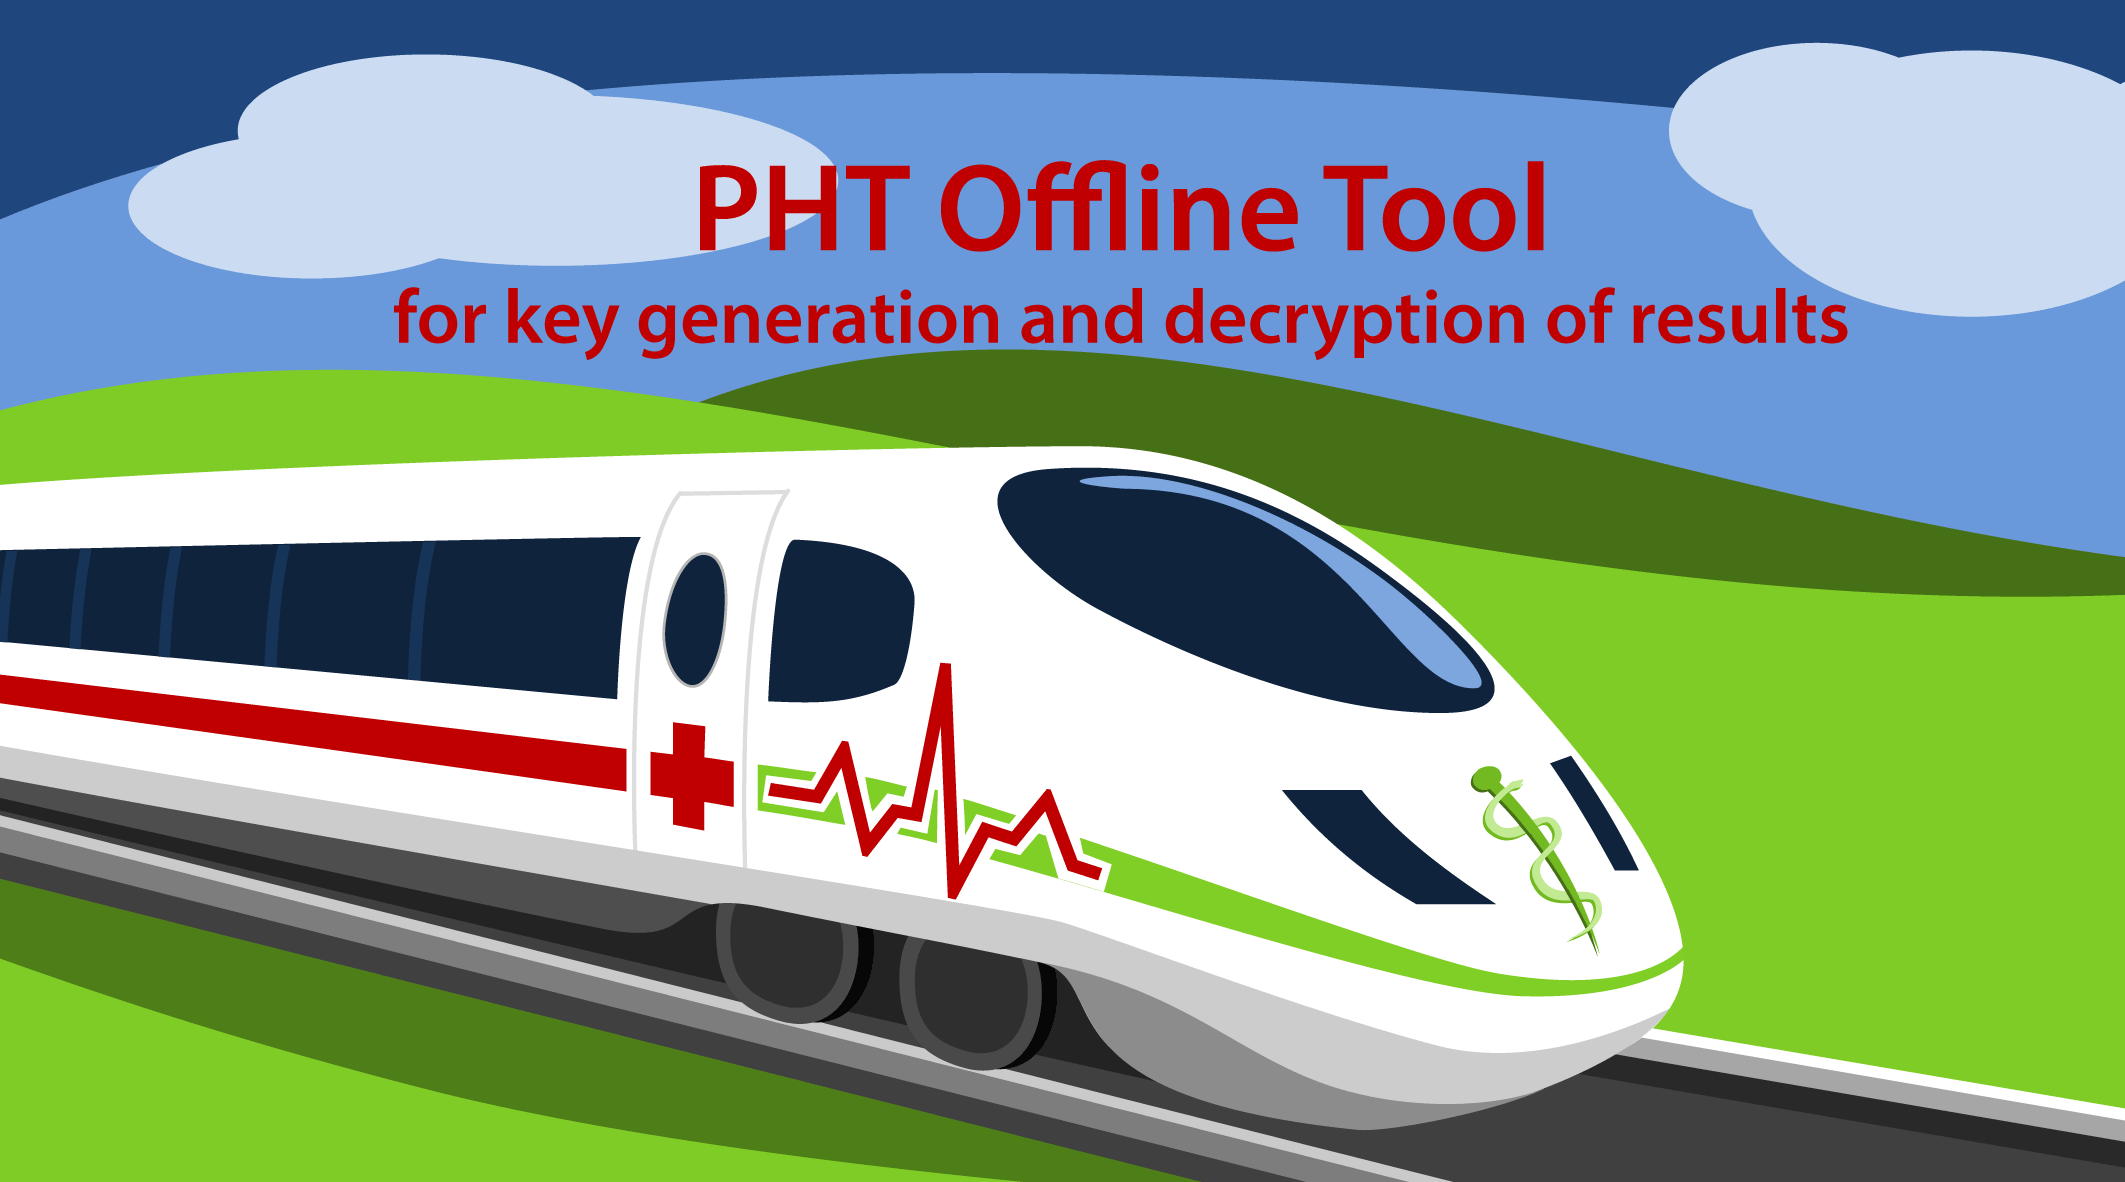 PHT Offline Tool
for key generation and decryption of results